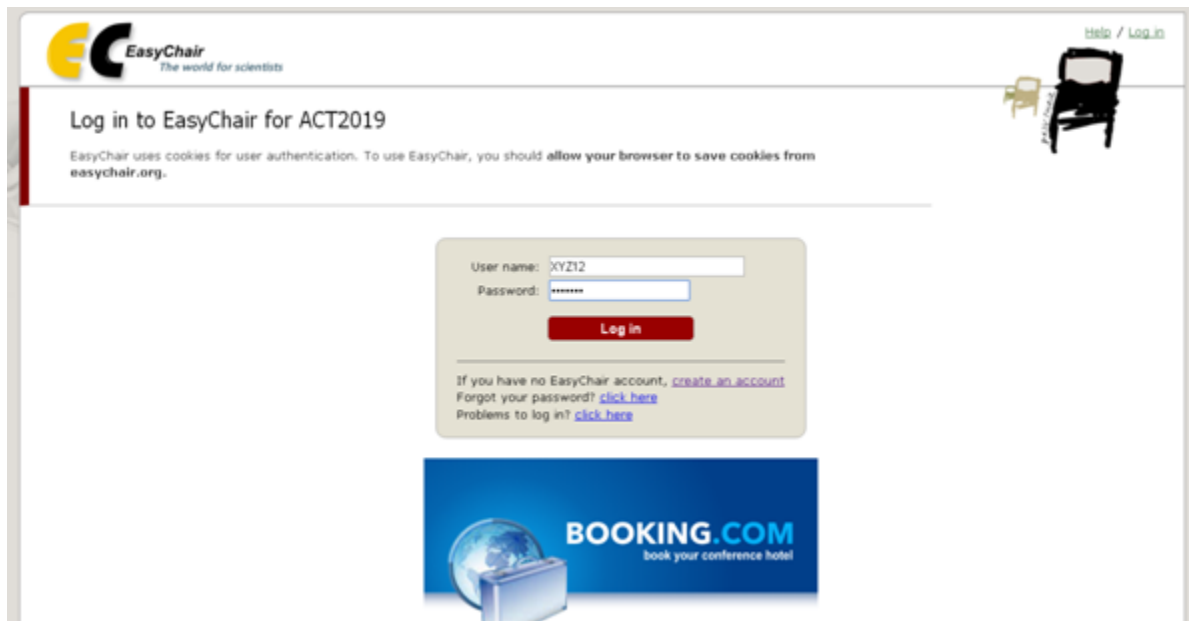 EC EasyChair
The world for scientists
Help / Log in
Log in to EasyChair for ACT2019
EasyChair uses cookies for user authentication. To use EasyChair, you should allow your browser to save cookies from
easychair.org.
User name: XYZ12
Password: •••••••
Log in
If you have no EasyChair account, create an account
Forgot your password? click here
Problems to log in? click here
BOOKING.COM
book your conference hotel